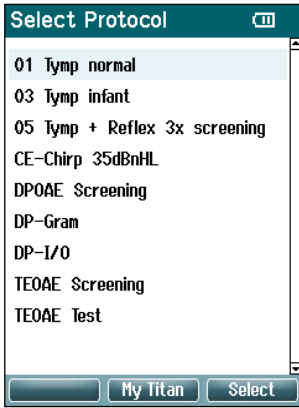 Select Protocol
01 Tymp normal
03 Tymp infant
05 Tymp + Reflex 3x screening
CE-Chirp 35dBnHL
DPOAE Screening
DP-Gram
DP-I/O
TEOAE Screening
TEOAE Test
My Titan Select